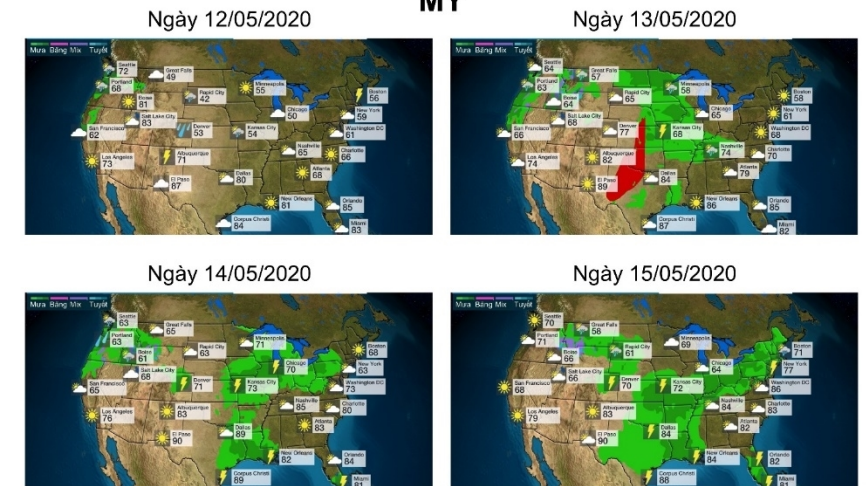 MỸ
Ngày 12/05/2020
Ngày 13/05/2020
Mưa Băng Mix Tuyết
Seattle 72
Portland 68
Great Falls 49
Boise 81
Rapid City 42
Minneapolis 55
Boston 56
New York 59
Chicago 50
Salt Lake City 83
San Francisco 62
Denver 53
Kansas City 54
Washington DC 61
Nashville 65
Charlotte 66
Los Angeles 73
Albuquerque 71
Atlanta 68
El Paso 87
Dallas 80
New Orleans 81
Orlando 85
Corpus Christi 84
Miami 83
Mưa Băng Mix Tuyết
Seattle 64
Portland 63
Great Falls 57
Boise 64
Rapid City 65
Minneapolis 58
Boston 58
New York 61
Chicago 65
Salt Lake City 68
San Francisco 66
Denver 77
Kansas City 68
Washington DC 68
Nashville 74
Charlotte 70
Los Angeles 74
Albuquerque 82
Atlanta 79
El Paso 89
Dallas 84
New Orleans 86
Orlando 85
Corpus Christi 87
Miami 82
Ngày 14/05/2020
Ngày 15/05/2020
Mưa Băng Mix Tuyết
Seattle 63
Portland 63
Great Falls 65
Boise 61
Rapid City 63
Minneapolis 71
Boston 68
New York 63
Chicago 70
Salt Lake City 68
San Francisco 65
Denver 71
Kansas City 74
Washington DC 73
Nashville 85
Charlotte 80
Los Angeles 76
Albuquerque 83
Atlanta 83
El Paso 90
Dallas 89
New Orleans 82
Orlando 84
Corpus Christi 89
Miami 81
Mưa Băng Mix Tuyết
Seattle 70
Portland 71
Great Falls 58
Boise 66
Rapid City 61
Minneapolis 69
Boston 71
New York 77
Chicago 64
Salt Lake City 66
San Francisco 68
Denver 70
Kansas City 72
Washington DC 86
Nashville 84
Charlotte 83
Los Angeles 79
Albuquerque 83
Atlanta 82
El Paso 90
Dallas 84
New Orleans 84
Orlando 82
Corpus Christi 88
Miami 81